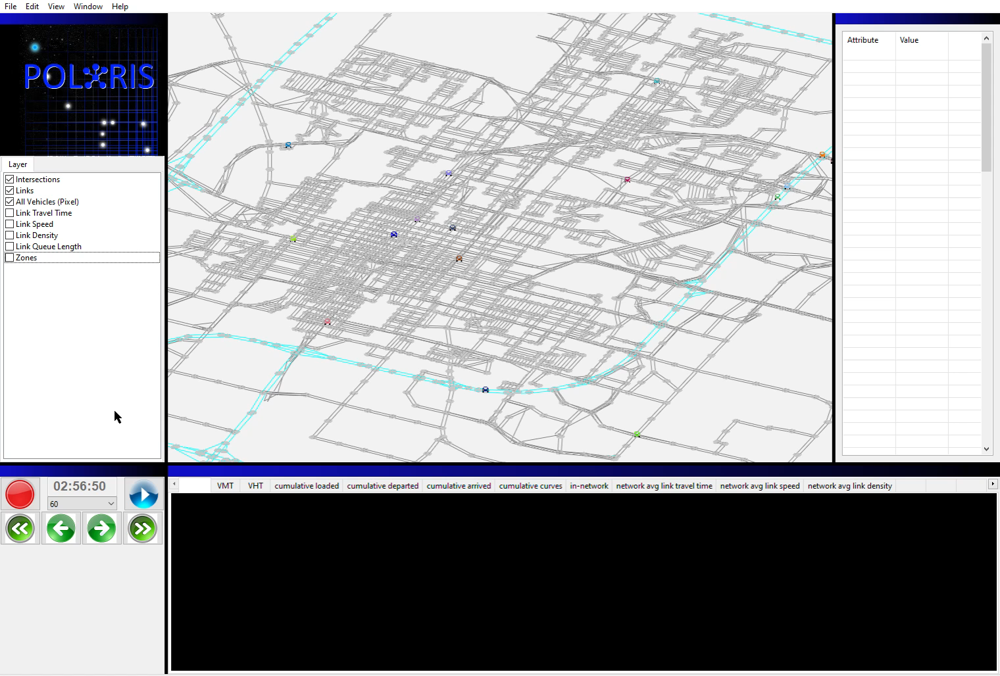 File Edit View Window Help
POLARIS
Layer
Intersections
Links
All Vehicles (Pixel)
Link Travel Time
Link Speed
Link Density
Link Queue Length
Zones
Attribute Value
02:56:50
60
VMT VHT cumulative loaded cumulative departed cumulative arrived cumulative curves in-network network avg link travel time network avg link speed network avg link density